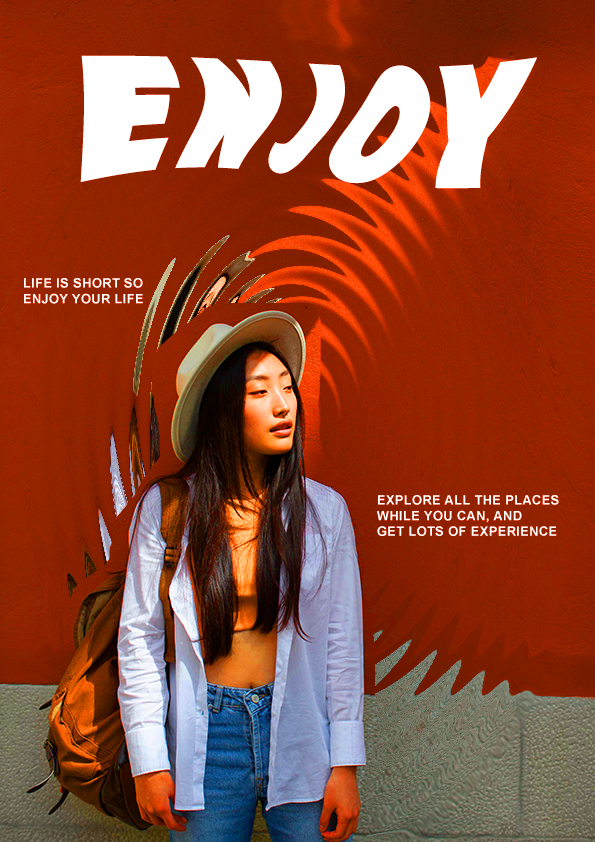 ENJOY
LIFE IS SHORT SO
ENJOY YOUR LIFE
EXPLORE ALL THE PLACES
WHILE YOU CAN, AND
GET LOTS OF EXPERIENCE